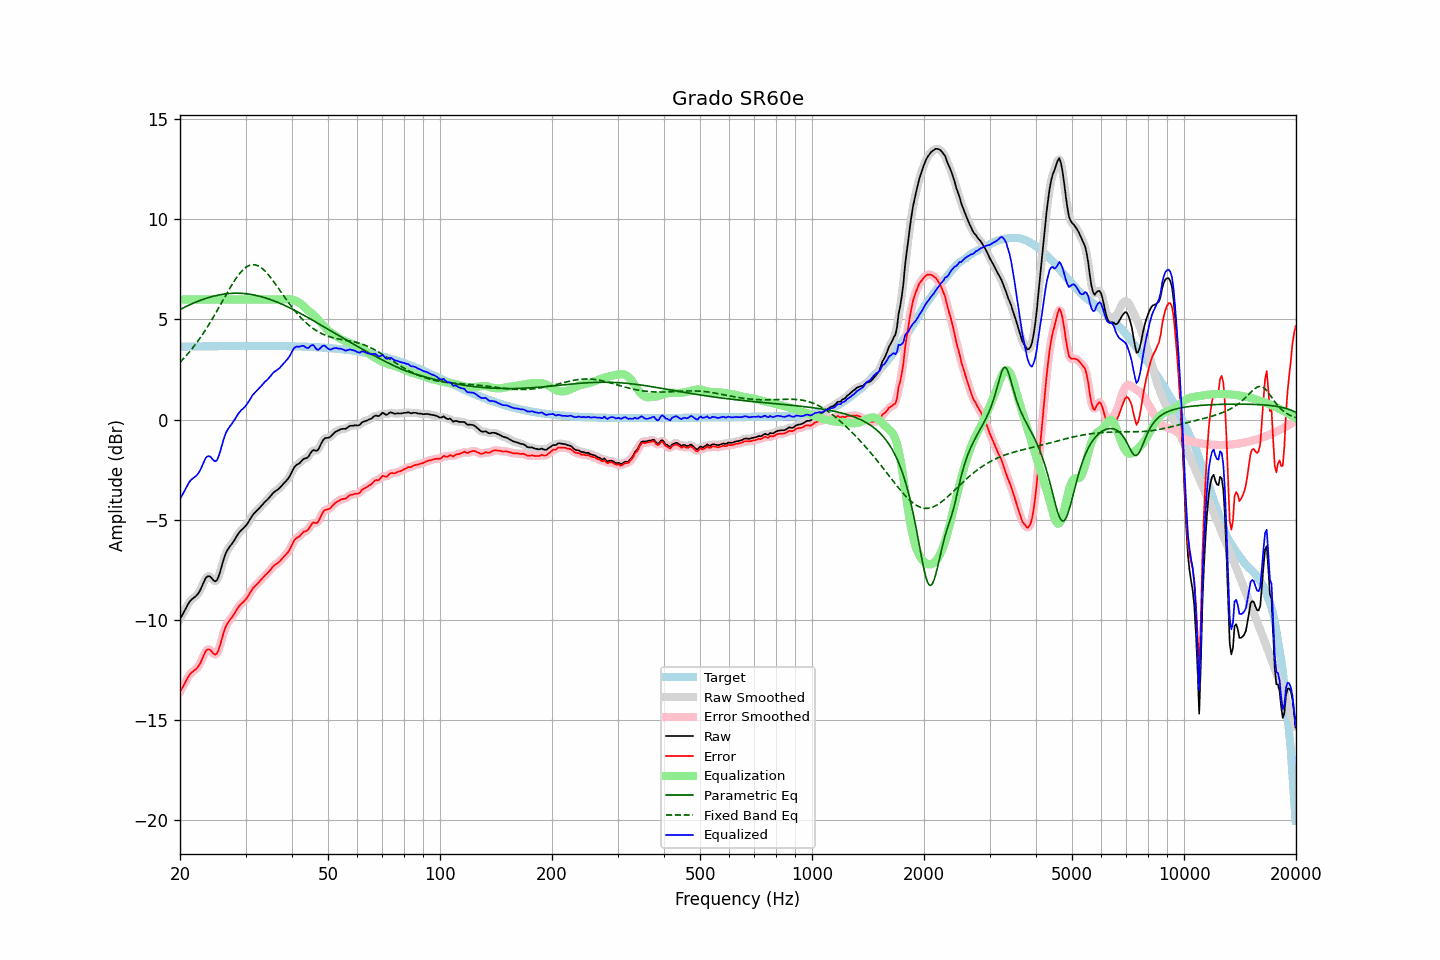 Grado SR60e
15
10
5
0
−5
−10
−15
−20
Amplitude (dBr)
Target
Raw Smoothed
Error Smoothed
Raw
Error
Equalization
Parametric Eq
Fixed Band Eq
Equalized
20 50 100 200 500 1000 2000 5000 10000 20000
Frequency (Hz)